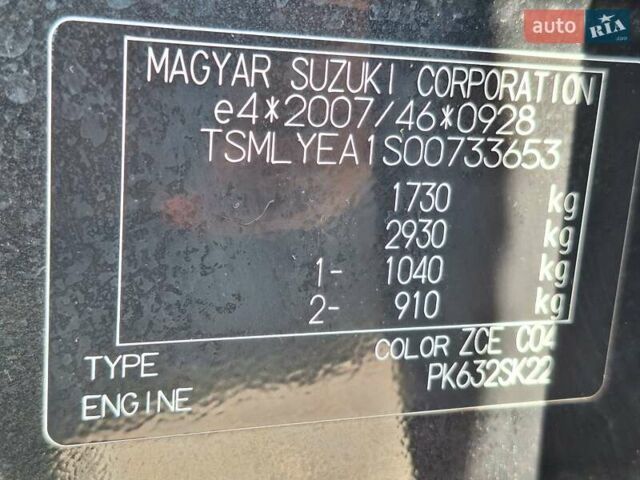 auto RIA.com
MAGYAR SUZUKI CORPORATION
e4*2007/46*0928
TSMLYEA1S00733653
1730 kg
2930 kg
1- 1040 kg
2- 910 kg
TYPE COLOR ZCE C04
ENGINE PK632SK22